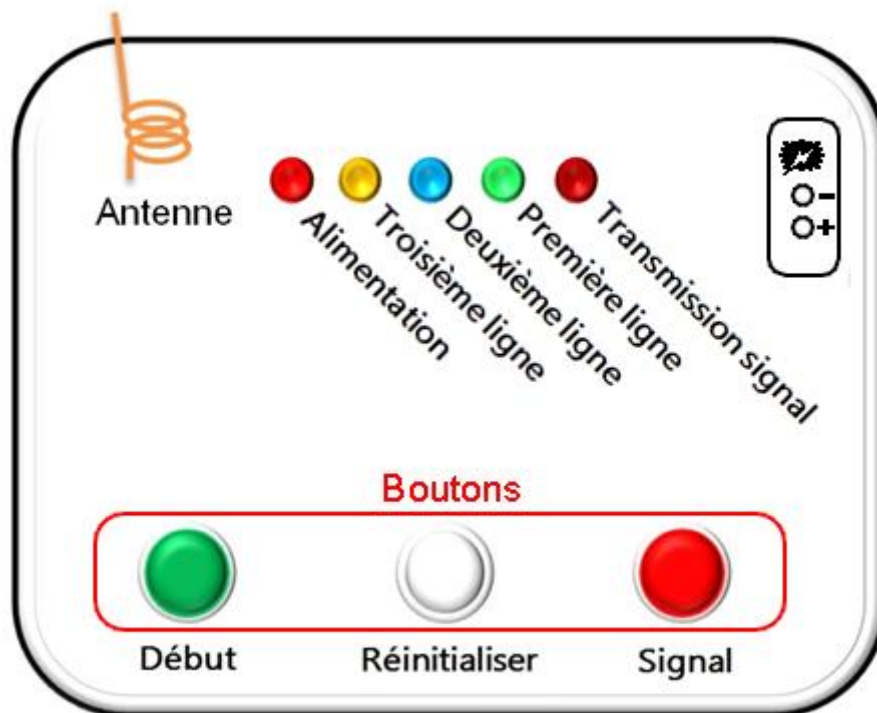 Antenne
Alimentation
Troisième ligne
Deuxième ligne
Première ligne
Transmission signal
-
+
Boutons
Début
Réinitialiser
Signal